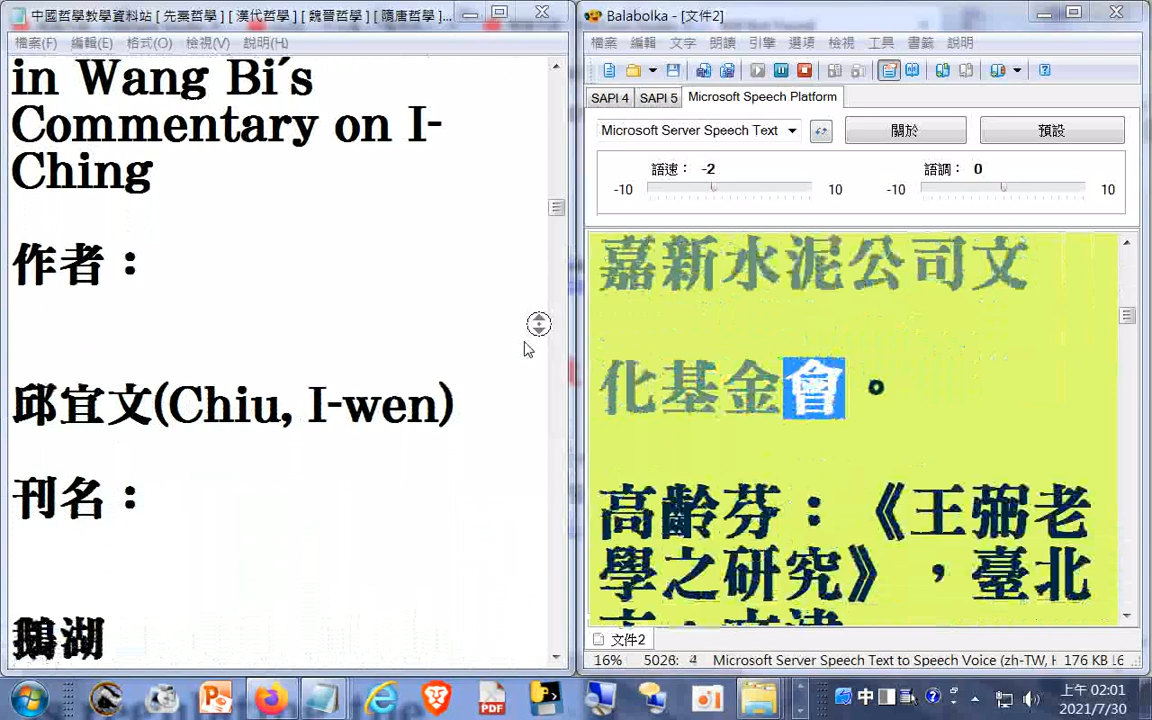 中國哲學教學資料站 [ 先秦哲學 ] [ 漢代哲學 ] [ 魏晉哲學 ] [ 隋唐哲學 ]...
檔案(F) 編輯(E) 格式(O) 檢視(V) 說明(H)
in Wang Bi´s
Commentary on I-
Ching
作者：
邱宜文(Chiu, I-wen)
刊名：
鵝湖
Balabolka - [文件2]
檔案 編輯 文字 朗讀 引擎 選項 檢視 工具 書籤 說明
SAPI 4 SAPI 5 Microsoft Speech Platform
Microsoft Server Speech Text 關於 預設
語速： -2 語調： 0
-10 10 -10 10
嘉新水泥公司文
化基金會。
高齡芬：《王弼老
學之研究》，臺北
文件2
16% 5028: 4 Microsoft Server Speech Text to Speech Voice (zh-TW, H 176 KB
中
上午 02:01
2021/7/30